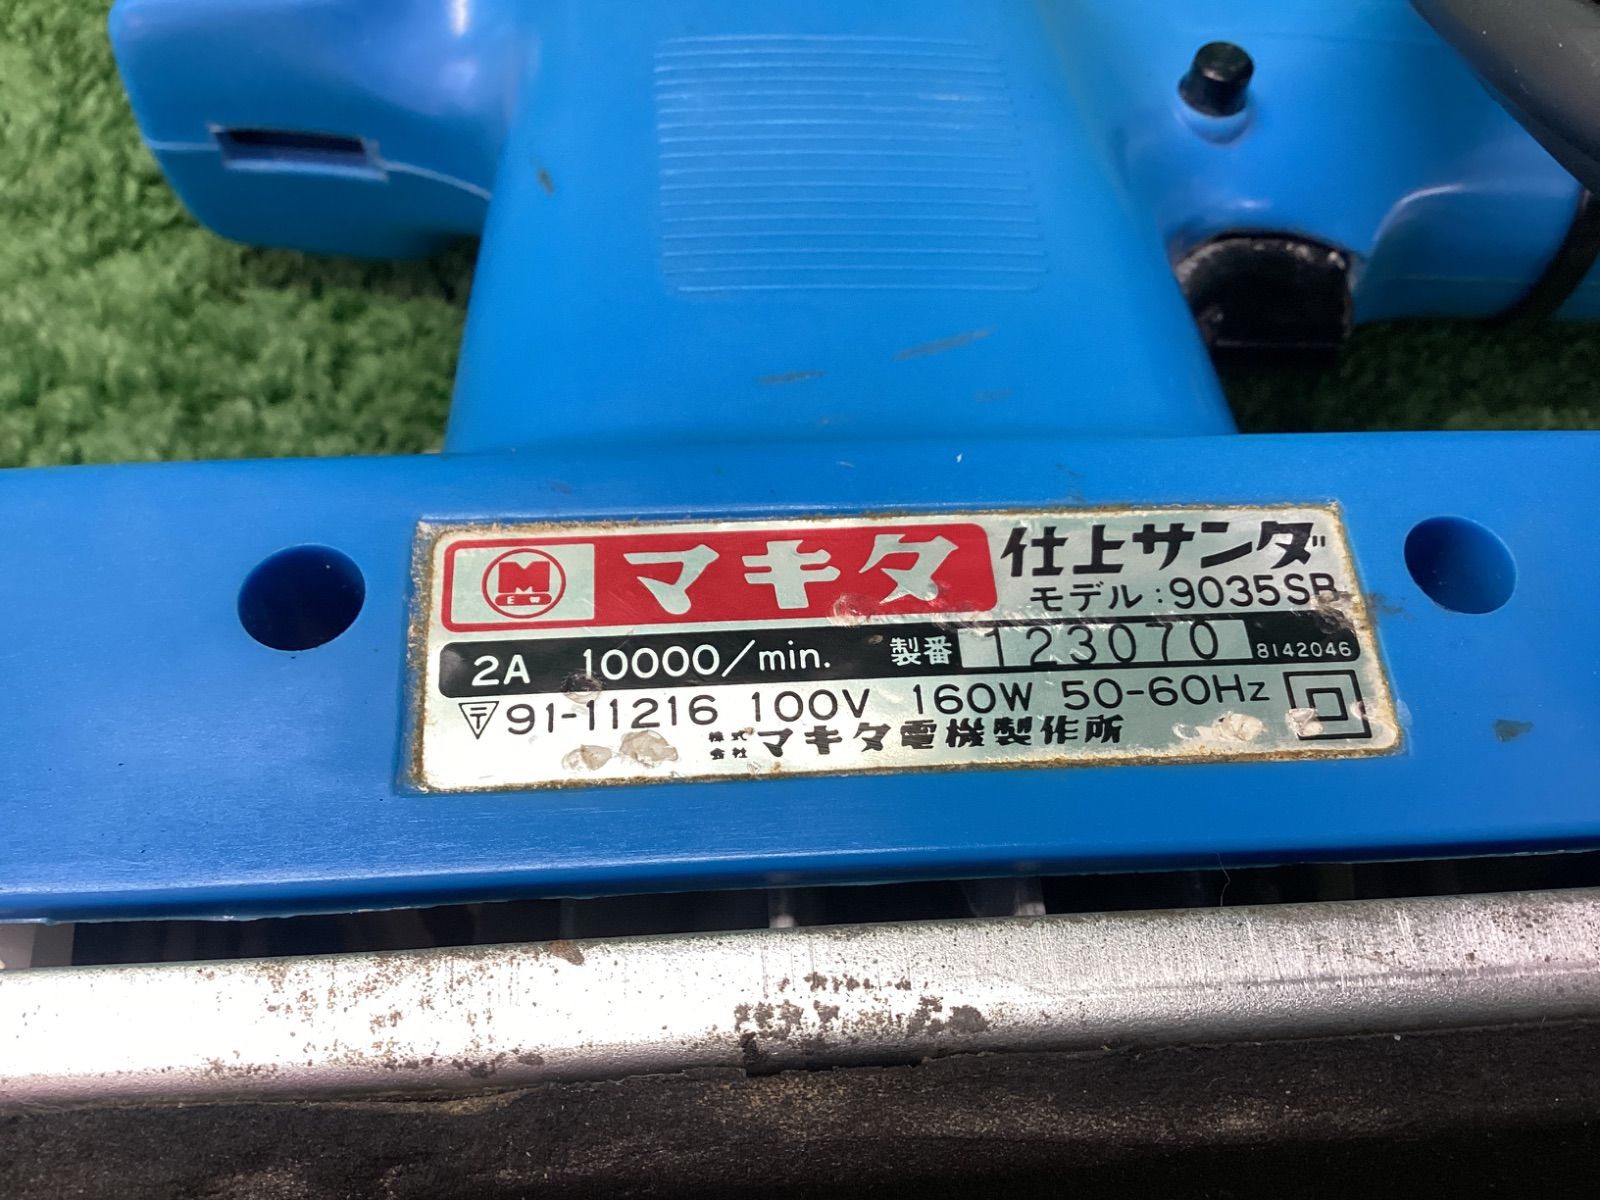 M
EW
マキタ
仕上サンダ
モデル:9035SB
2A 10000/min. 製番 123070 8142046
〒91-11216 100V 160W 50-60Hz
株式会社 マキタ電機製作所